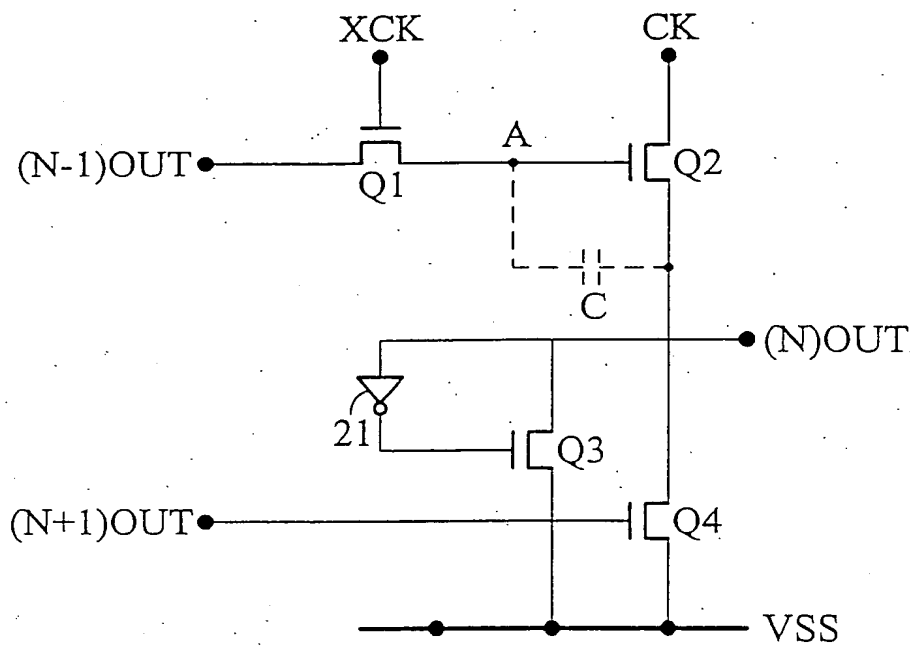 XCK
CK
A
(N-1)OUT
Q1
Q2
C
(N)OUT
21
Q3
(N+1)OUT
Q4
VSS